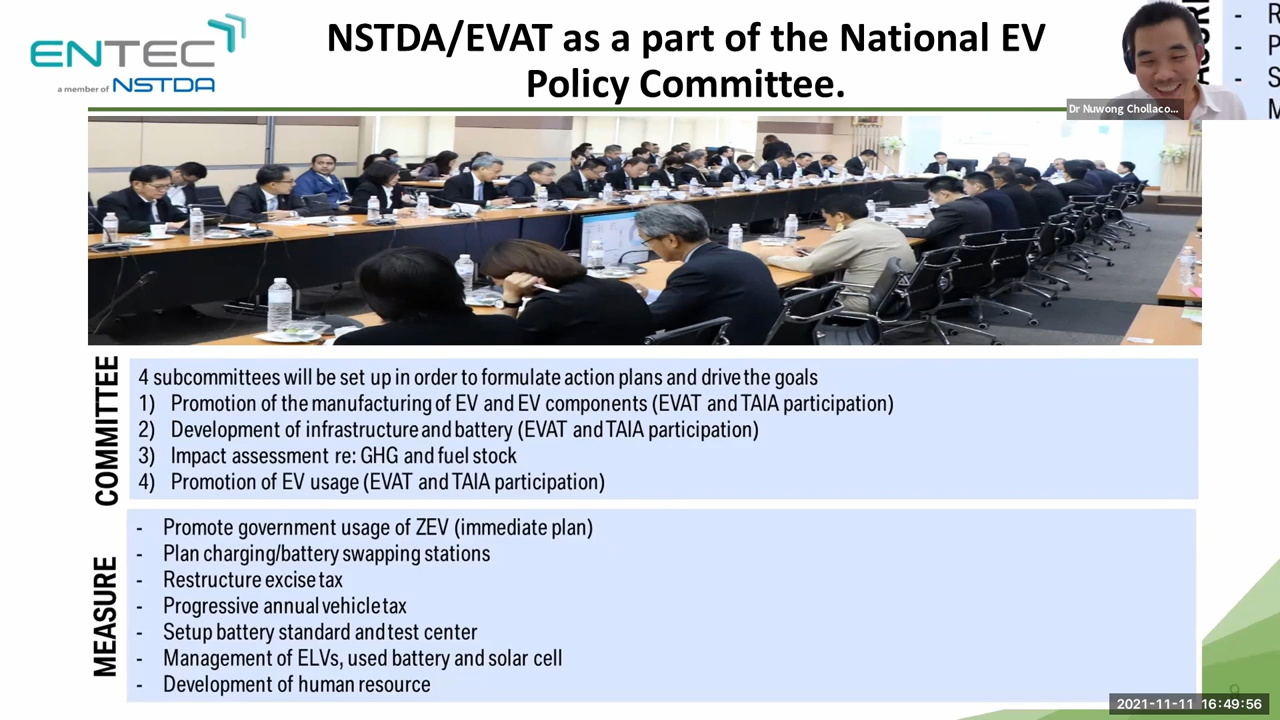 ENTEC
a member of NSTDA
NSTDA/EVAT as a part of the National EV
Policy Committee.
Dr Nuwong Chollaco...
COMMITTEE
4 subcommittees will be set up in order to formulate action plans and drive the goals
1) Promotion of the manufacturing of EV and EV components (EVAT and TAIA participation)
2) Development of infrastructure and battery (EVAT and TAIA participation)
3) Impact assessment re: GHG and fuel stock
4) Promotion of EV usage (EVAT and TAIA participation)
MEASURE
- Promote government usage of ZEV (immediate plan)
- Plan charging/battery swapping stations
- Restructure excise tax
- Progressive annual vehicle tax
- Setup battery standard and test center
- Management of ELVs, used battery and solar cell
- Development of human resource
9
2021-11-11 16:49:56